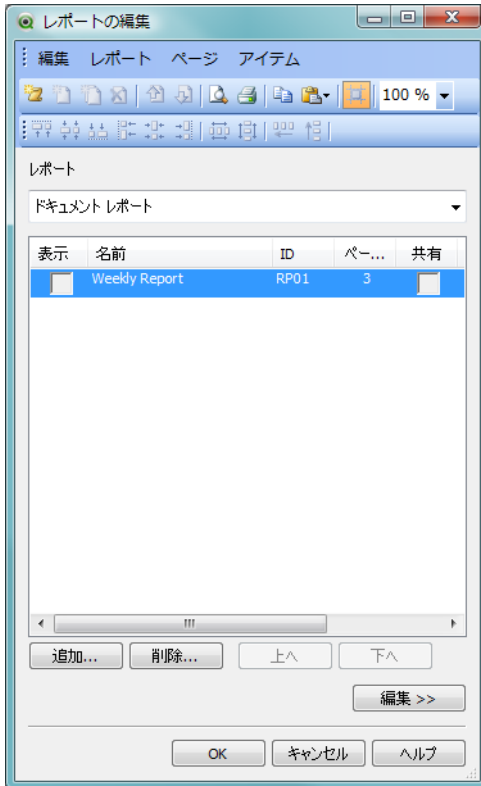 レポートの編集
編集 レポート ページ アイテム
100 %
レポート
ドキュメント レポート
表示 名前 ID ペー... 共有
Weekly Report RP01 3
追加... 削除... 上へ 下へ
編集 >>
OK キャンセル ヘルプ